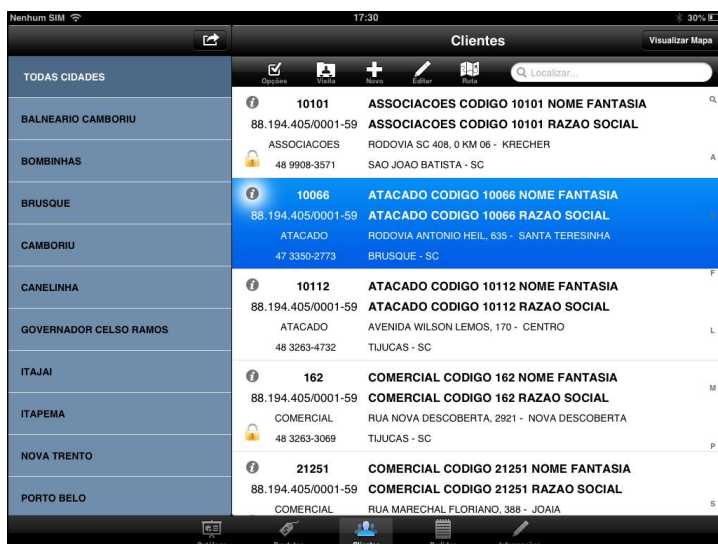 Nenhum SIM 17:30 30%
Clientes Visualizar Mapa
Opções Visita Novo Editar Rota Localizar...
TODAS CIDADES
BALNEARIO CAMBORIU
BOMBINHAS
BRUSQUE
CAMBORIU
CANELINHA
GOVERNADOR CELSO RAMOS
ITAJAI
ITAPEMA
NOVA TRENTO
PORTO BELO
10101 ASSOCIACOES CODIGO 10101 NOME FANTASIA
88.194.405/0001-59 ASSOCIACOES CODIGO 10101 RAZAO SOCIAL
ASSOCIACOES RODOVIA SC 408, 0 KM 06 - KRECHER
48 9908-3571 SAO JOAO BATISTA - SC
10066 ATACADO CODIGO 10066 NOME FANTASIA
88.194.405/0001-59 ATACADO CODIGO 10066 RAZAO SOCIAL
ATACADO RODOVIA ANTONIO HEIL, 635 - SANTA TERESINHA
47 3350-2773 BRUSQUE - SC
10112 ATACADO CODIGO 10112 NOME FANTASIA
88.194.405/0001-59 ATACADO CODIGO 10112 RAZAO SOCIAL
ATACADO AVENIDA WILSON LEMOS, 170 - CENTRO
48 3263-4732 TIJUCAS - SC
162 COMERCIAL CODIGO 162 NOME FANTASIA
88.194.405/0001-59 COMERCIAL CODIGO 162 RAZAO SOCIAL
COMERCIAL RUA NOVA DESCOBERTA, 2921 - NOVA DESCOBERTA
48 3263-3069 TIJUCAS - SC
21251 COMERCIAL CODIGO 21251 NOME FANTASIA
88.194.405/0001-59 COMERCIAL CODIGO 21251 RAZAO SOCIAL
COMERCIAL RUA MARECHAL FLORIANO, 388 - JOAIA
A
F
L
M
P
S